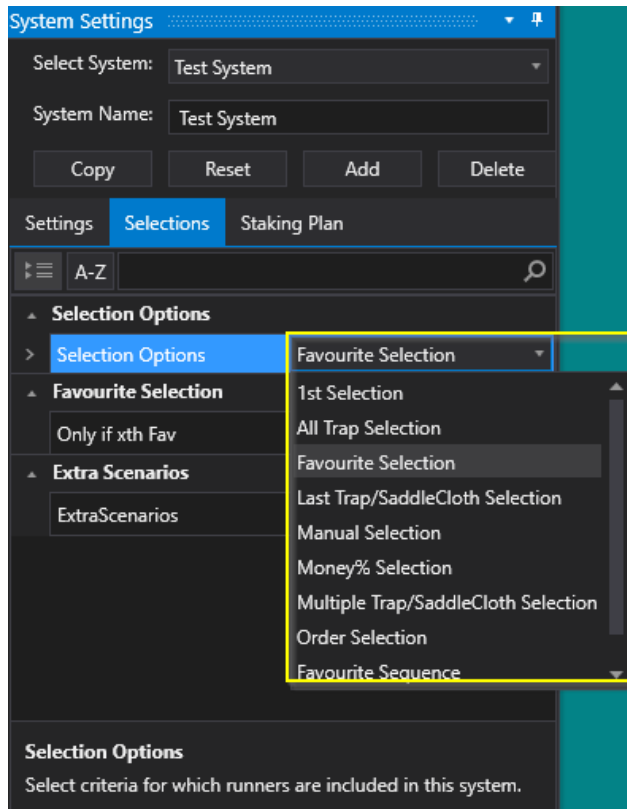 System Settings
Select System: Test System
System Name: Test System
Copy Reset Add Delete
Settings Selections Staking Plan
A-Z
Selection Options
Selection Options Favourite Selection
Favourite Selection 1st Selection
Only if xth Fav All Trap Selection
Favourite Selection
Extra Scenarios Last Trap/SaddleCloth Selection
ExtraScenarios Manual Selection
Money% Selection
Multiple Trap/SaddleCloth Selection
Order Selection
Favourite Sequence
Selection Options
Select criteria for which runners are included in this system.